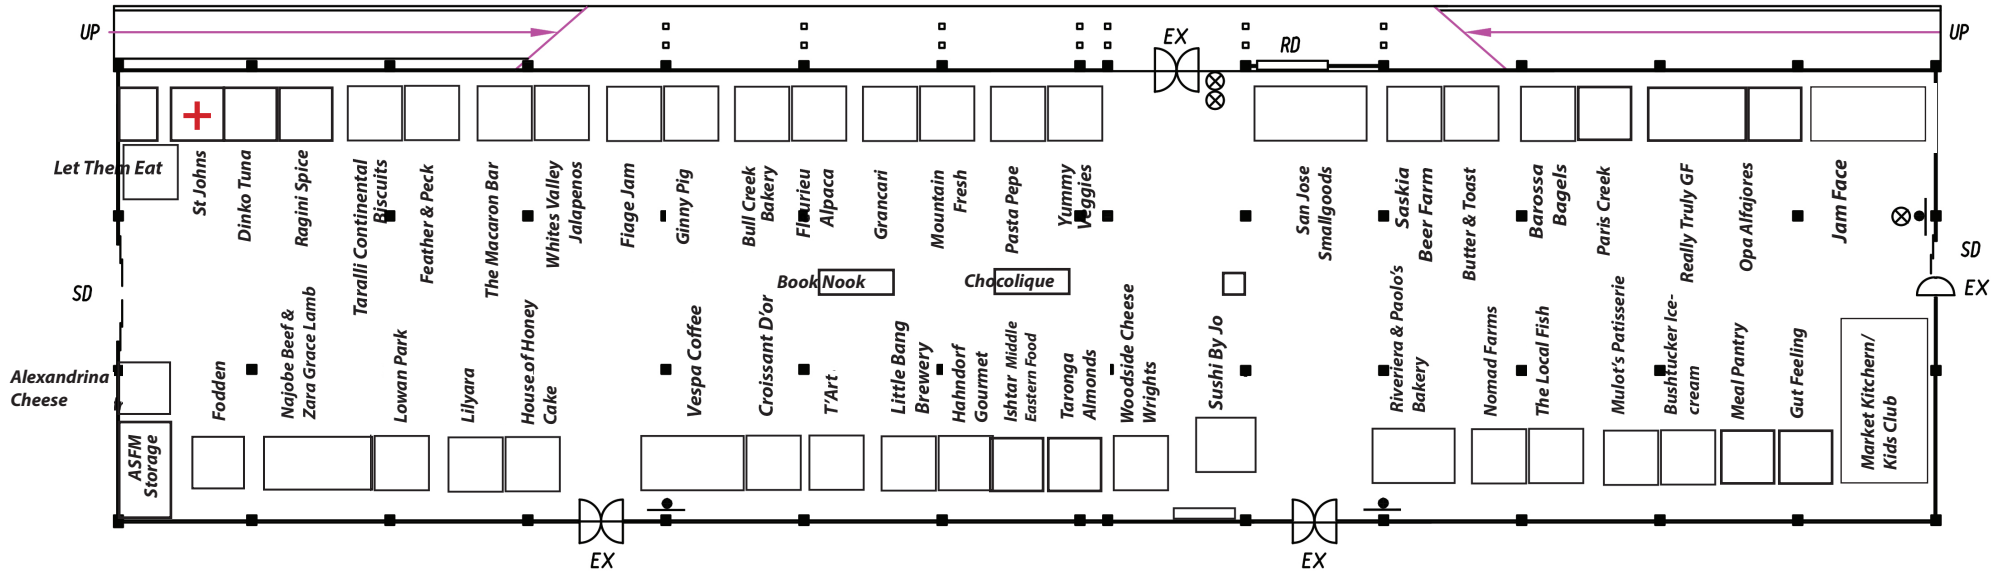 UP
EX
RD
UP
Let Them Eat
St Johns
Dinko Tuna
Ragini Spice
Taralli Continental
Biscuits
Feather & Peck
The Macaron Bar
Whites Valley
Jalapenos
Flage Jam
Ginny Pig
Bull Creek
Bakery
Fleurieu
Alpaca
Grancari
Mountain
Fresh
Pasta Pepe
Yummy
Veggies
San Jose
Smallgoods
Saskia
Beer Farm
Butter & Toast
Barossa
Bagels
Paris Creek
Really Truly GF
Opa Alfajores
Jam Face
SD
SD
EX
Book Nook
Chocolique
Alexandrina
Cheese
ASFM
Storage
Fodden
Najobe Beef &
Zara Grace Lamb
Lowan Park
Lilyara
House of Honey
Cake
Vespa Coffee
Croissant D'or
T'Art
Little Bang
Brewery
Hahndorf
Gourmet
Ishtar Middle
Eastern Food
Taronga
Almonds
Woodside Cheese
Wrights
Sushi By Jo
Riveriera & Paolo's
Bakery
Nomad Farms
The Local Fish
Mulot's Patisserie
Bushtucker Ice-
cream
Meal Pantry
Gut Feeling
Market Kitchen/
Kids Club
EX
EX